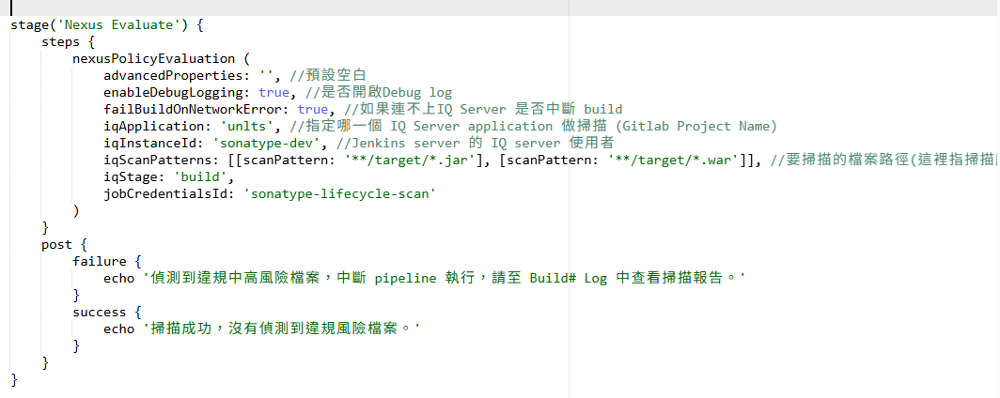 stage('Nexus Evaluate') {
    steps {
        nexusPolicyEvaluation (
            advancedProperties: '', //預設空白
            enableDebugLogging: true, //是否開啟Debug log
            failBuildOnNetworkError: true, //如果連不上IQ Server 是否中斷 build
            iqApplication: 'unlts', //指定哪一個 IQ Server application 做掃描 (Gitlab Project Name)
            iqInstanceId: 'sonatype-dev', //Jenkins server 的 IQ server 使用者
            iqScanPatterns: [[scanPattern: '**/target/*.jar'], [scanPattern: '**/target/*.war']], //要掃描的檔案路徑(這裡指掃描
            iqStage: 'build',
            jobCredentialsId: 'sonatype-lifecycle-scan'
        )
    }
    post {
        failure {
            echo '偵測到違規中高風險檔案，中斷 pipeline 執行，請至 Build# Log 中查看掃描報告。'
        }
        success {
            echo '掃描成功，沒有偵測到違規風險檔案。'
        }
    }
}